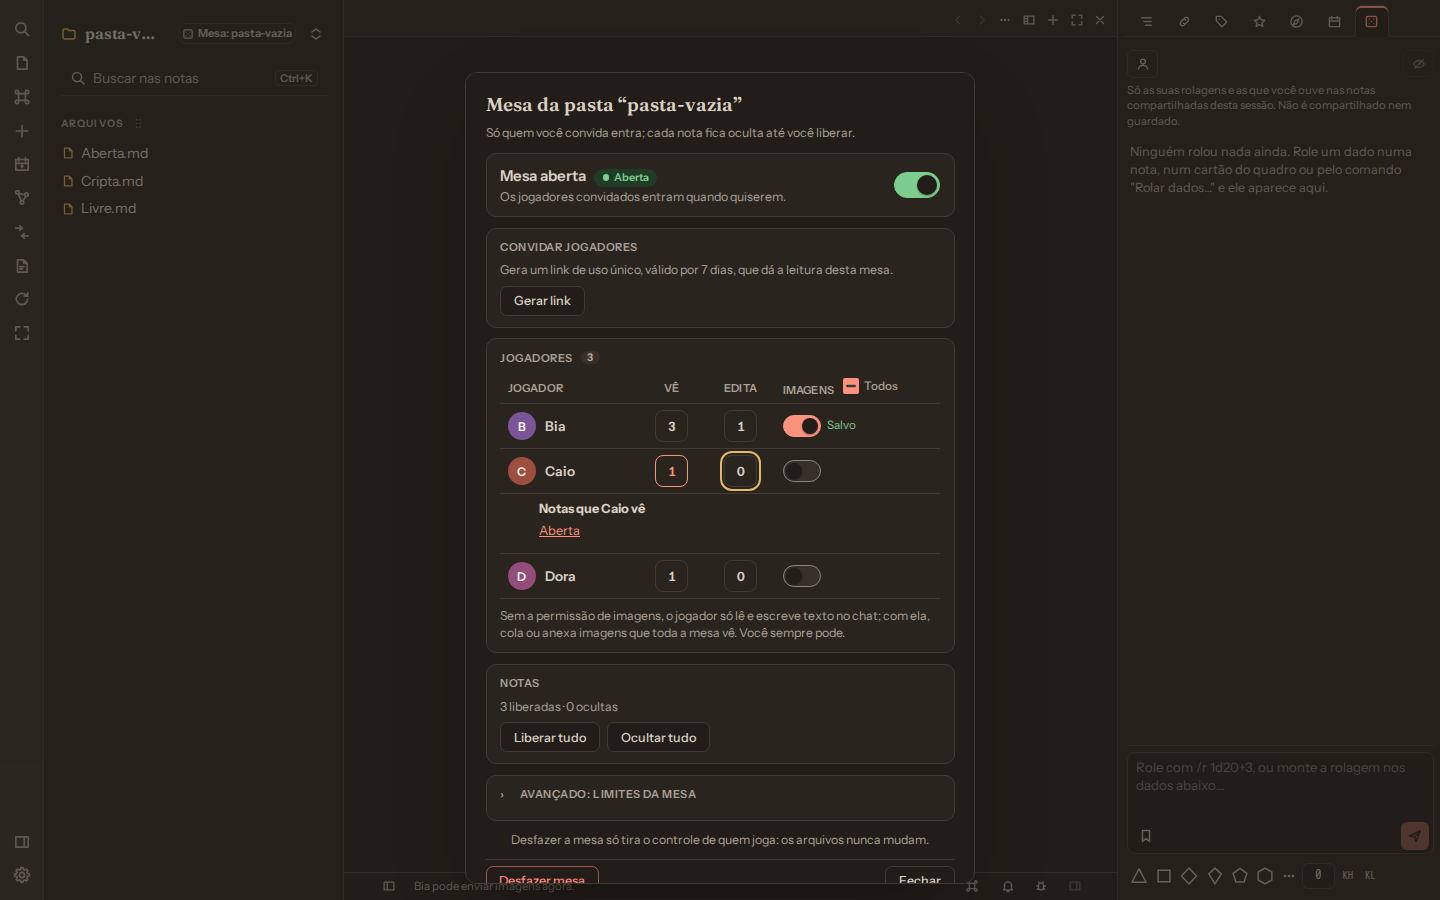 pasta-v...
Mesa: pasta-vazia
Buscar nas notas
Ctrl+K
ARQUIVOS
Aberta.md
Cripta.md
Livre.md
Mesa da pasta “pasta-vazia”
Só quem você convida entra; cada nota fica oculta até você liberar.
Mesa aberta
Aberta
Os jogadores convidados entram quando quiserem.
CONVIDAR JOGADORES
Gera um link de uso único, válido por 7 dias, que dá a leitura desta mesa.
Gerar link
JOGADORES 3
JOGADOR VÊ EDITA IMAGENS Todos
B Bia 3 1 Salvo
C Caio 1 0
Notas que Caio vê
Aberta
D Dora 1 0
Sem a permissão de imagens, o jogador só lê e escreve texto no chat; com ela,
cola ou anexa imagens que toda a mesa vê. Você sempre pode.
NOTAS
3 liberadas · 0 ocultas
Liberar tudo
Ocultar tudo
› AVANÇADO: LIMITES DA MESA
Desfazer a mesa só tira o controle de quem joga: os arquivos nunca mudam.
Desfazer mesa
Fechar
Bia pode enviar imagens agora.
Só as suas rolagens e as que você ouve nas notas
compartilhadas desta sessão. Não é compartilhado nem
guardado.
Ninguém rolou nada ainda. Role um dado numa
nota, num cartão do quadro ou pelo comando
"Rolar dados..." e ele aparece aqui.
Role com /r 1d20+3, ou monte a rolagem nos
dados abaixo...
0 KH KL